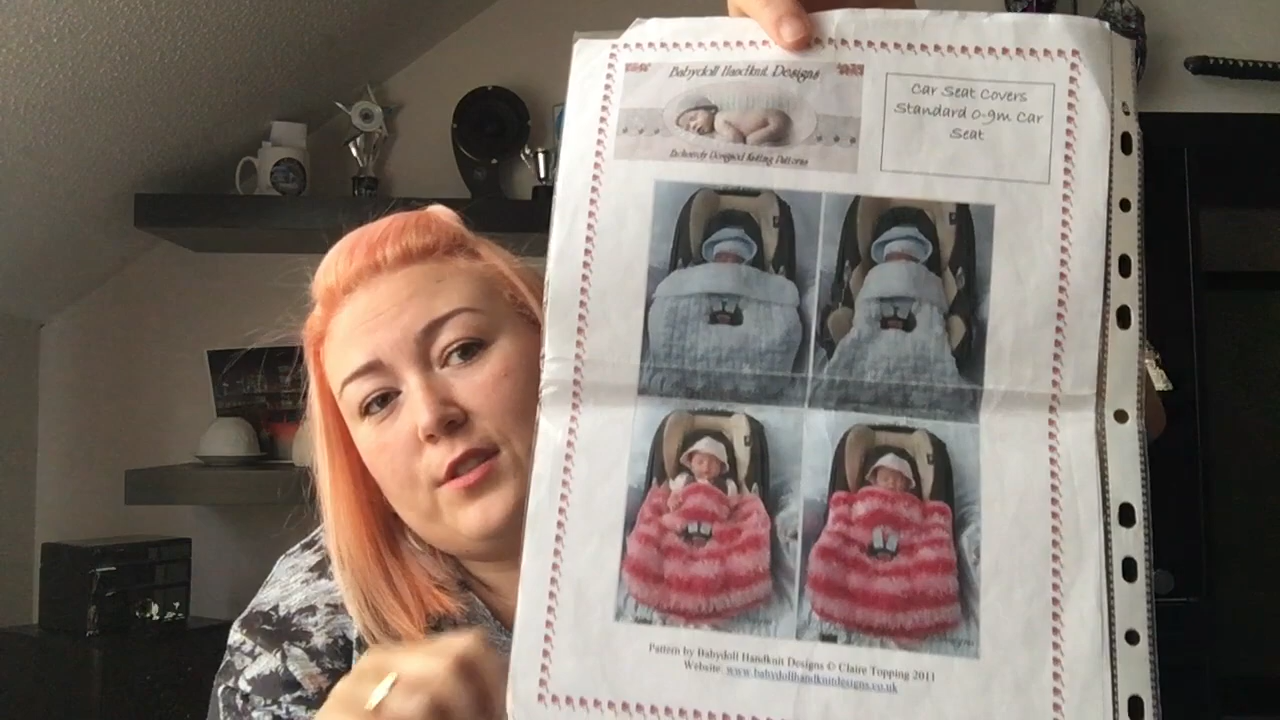 Babydoll Handknit Designs
Exclusively Designed Knitting Patterns
Car Seat Covers
Standard 0-9m Car
Seat
Pattern by Babydoll Handknit Designs © Claire Topping 2011
Website: www.babydollhandknitdesigns.co.uk